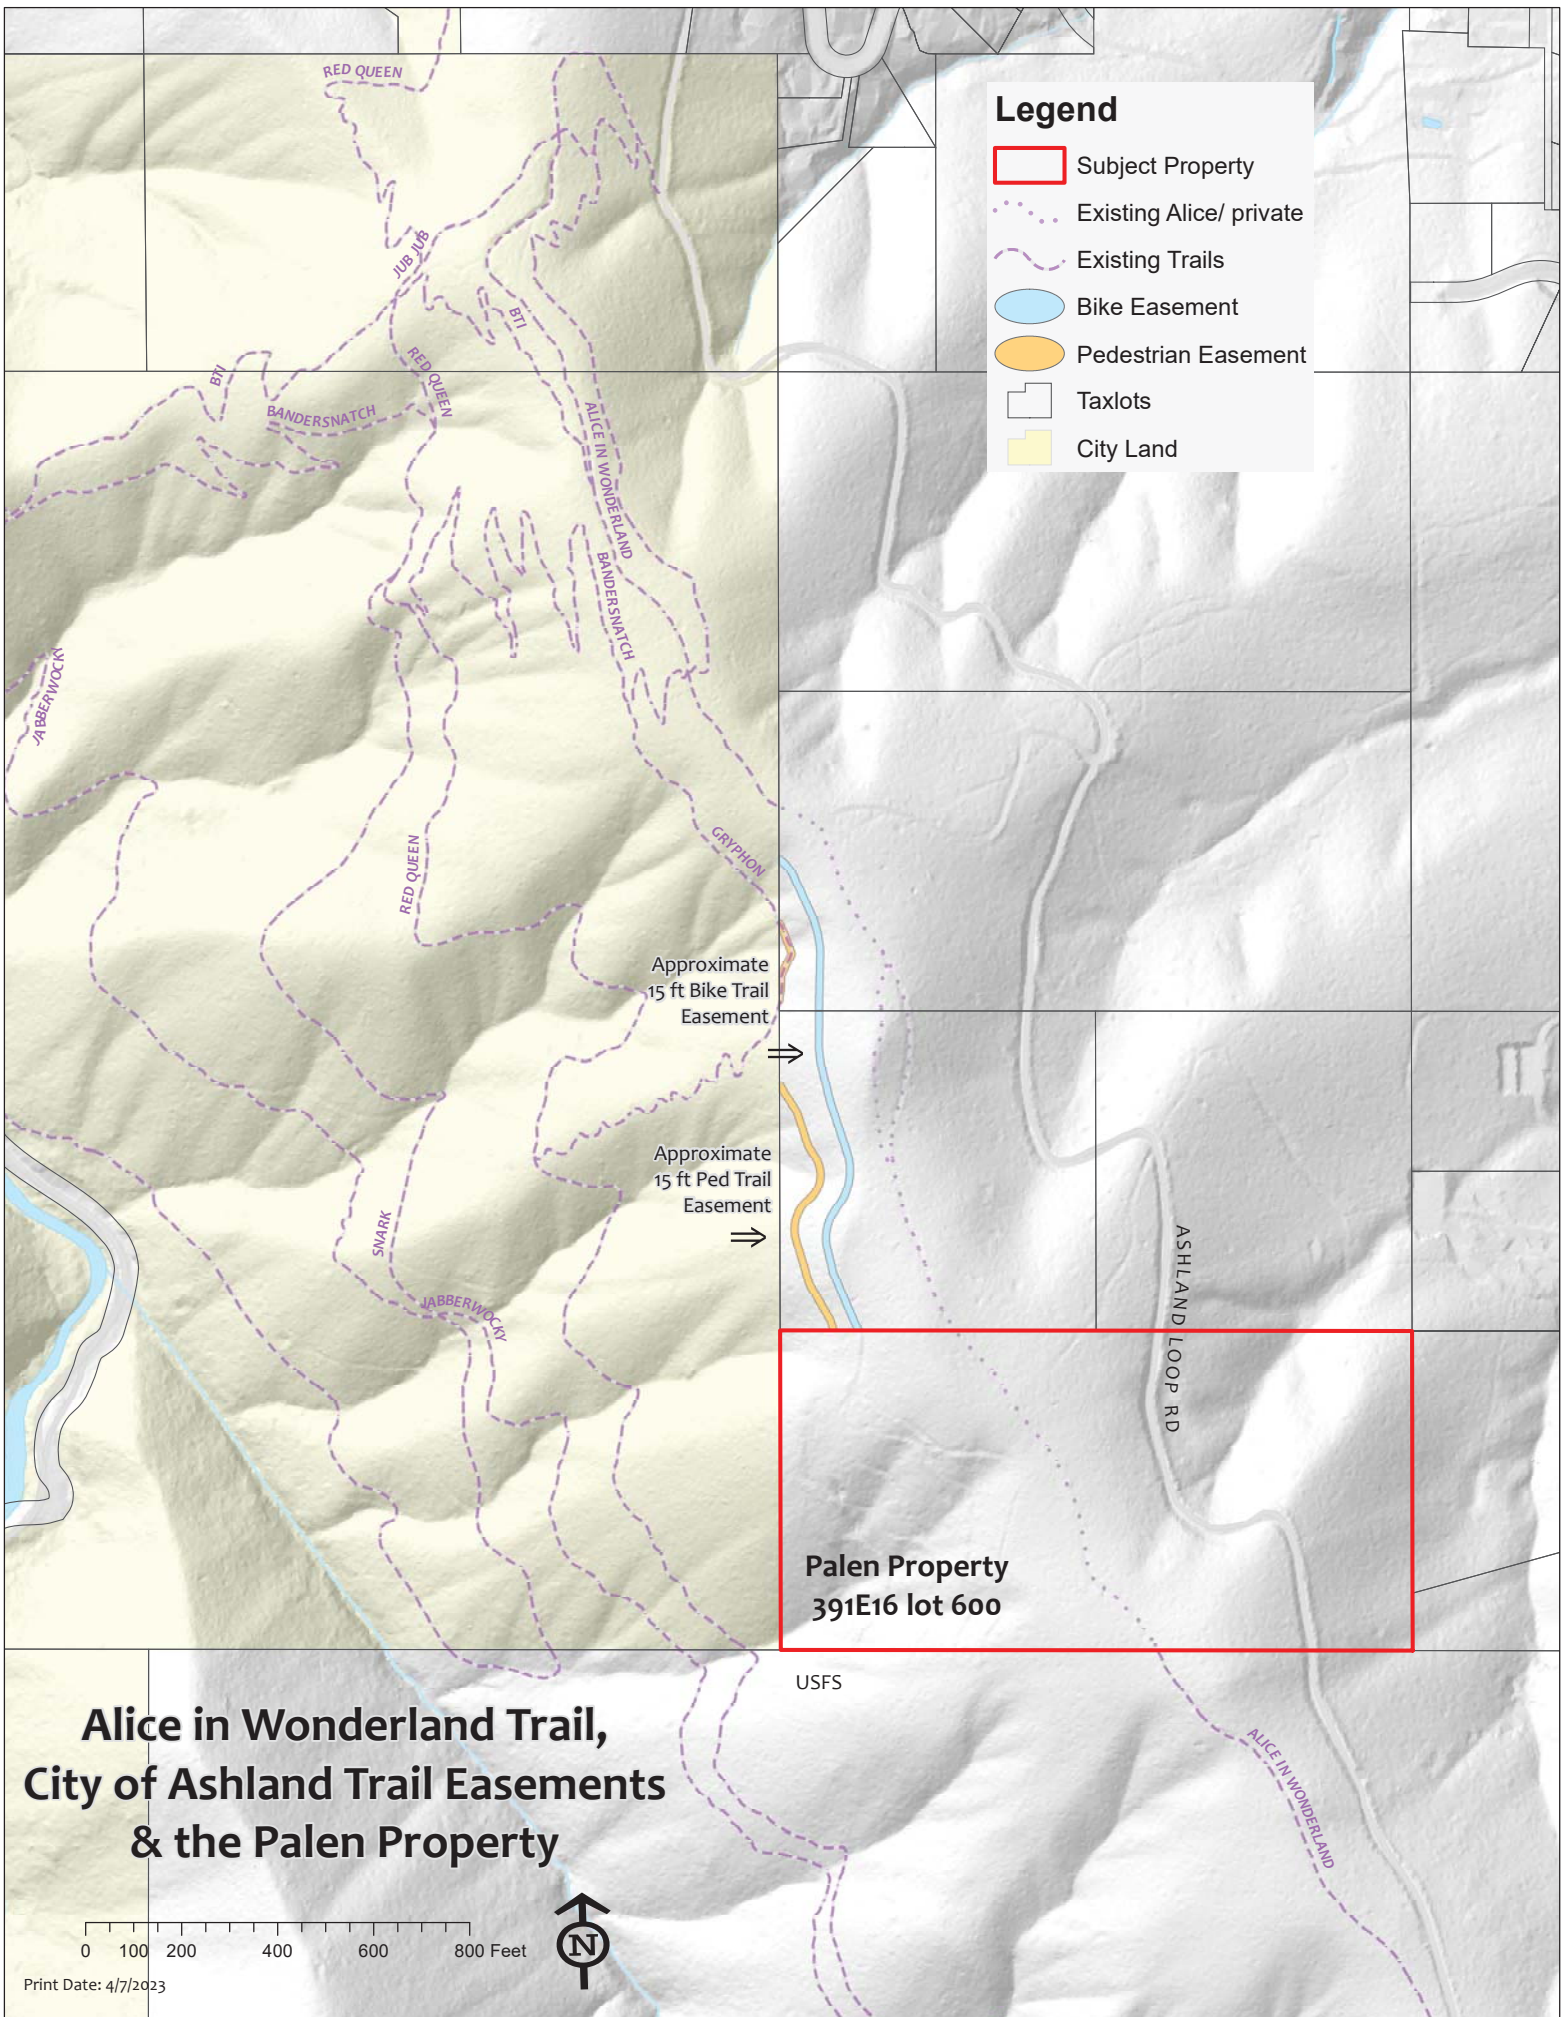 RED QUEEN
Legend
Subject Property
Existing Alice/ private
Existing Trails
Bike Easement
Pedestrian Easement
Taxlots
City Land
JUB JUB
BTI
RED QUEEN
BTI
BANDERSNATCH
ALICE IN WONDERLAND
BANDERSNATCH
JABBERWOCKY
GRYPHON
RED QUEEN
Approximate
15 ft Bike Trail
Easement
⇒
Approximate
15 ft Ped Trail
Easement
⇒
SNARK
JABBERWOCKY
ASHLAND LOOP RD
Palen Property
391E16 lot 600
USFS
ALICE IN WONDERLAND
Alice in Wonderland Trail,
City of Ashland Trail Easements
& the Palen Property
0 100 200 400 600 800 Feet
N
Print Date: 4/7/2023